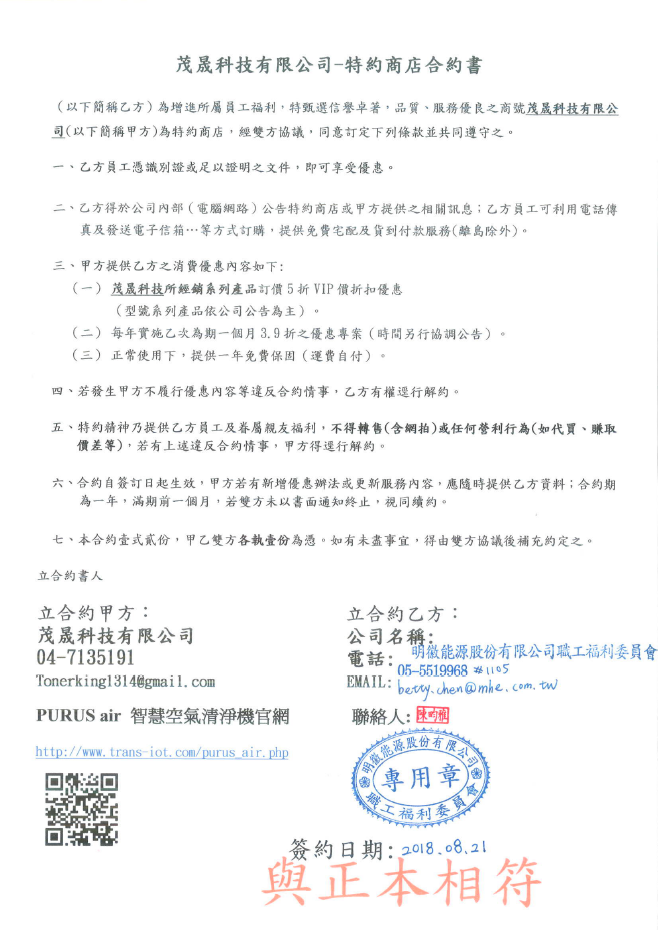 茂晟科技有限公司-特約商店合約書
（以下簡稱乙方）為增進所屬員工福利，特甄選信譽卓著，品質、服務優良之商號茂晟科技有限公
司(以下簡稱甲方)為特約商店，經雙方協議，同意訂定下列條款並共同遵守之。
一、乙方員工憑識別證或足以證明之文件，即可享受優惠。
二、乙方得於公司內部（電腦網路）公告特約商店或甲方提供之相關訊息；乙方員工可利用電話傳
真及發送電子信箱…等方式訂購，提供免費宅配及貨到付款服務(離島除外)。
三、甲方提供乙方之消費優惠內容如下:
（一） 茂晟科技所經銷系列產品訂價 5 折 VIP 價折扣優惠
（型號系列產品依公司公告為主）。
（二） 每年實施乙次為期一個月 3.9 折之優惠專案（時間另行協調公告）。
（三） 正常使用下，提供一年免費保固（運費自付）。
四、若發生甲方不履行優惠內容等違反合約情事，乙方有權逕行解約。
五、特約精神乃提供乙方員工及眷屬親友福利，不得轉售(含網拍)或任何營利行為(如代買、賺取
價差等)，若有上述違反合約情事，甲方得逕行解約。
六、合約自簽訂日起生效，甲方若有新增優惠辦法或更新服務內容，應隨時提供乙方資料；合約期
為一年，滿期前一個月，若雙方未以書面通知終止，視同續約。
七、本合約壹式貳份，甲乙雙方各執壹份為憑。如有未盡事宜，得由雙方協議後補充約定之。
立合約書人
立合約甲方：
茂晟科技有限公司
04-7135191
Tonerking1314@gmail.com
PURUS air 智慧空氣清淨機官網
http://www.trans-iot.com/purus_air.php
立合約乙方：
公司名稱: 明徽能源股份有限公司職工福利委員會
電話: 05-5519968 #1105
EMAIL: betty.chen@mhe.com.tw
聯絡人:
明徽能源股份有限公司
專用章
職工福利委員會
簽約日期: 2018.08.21
與正本相符